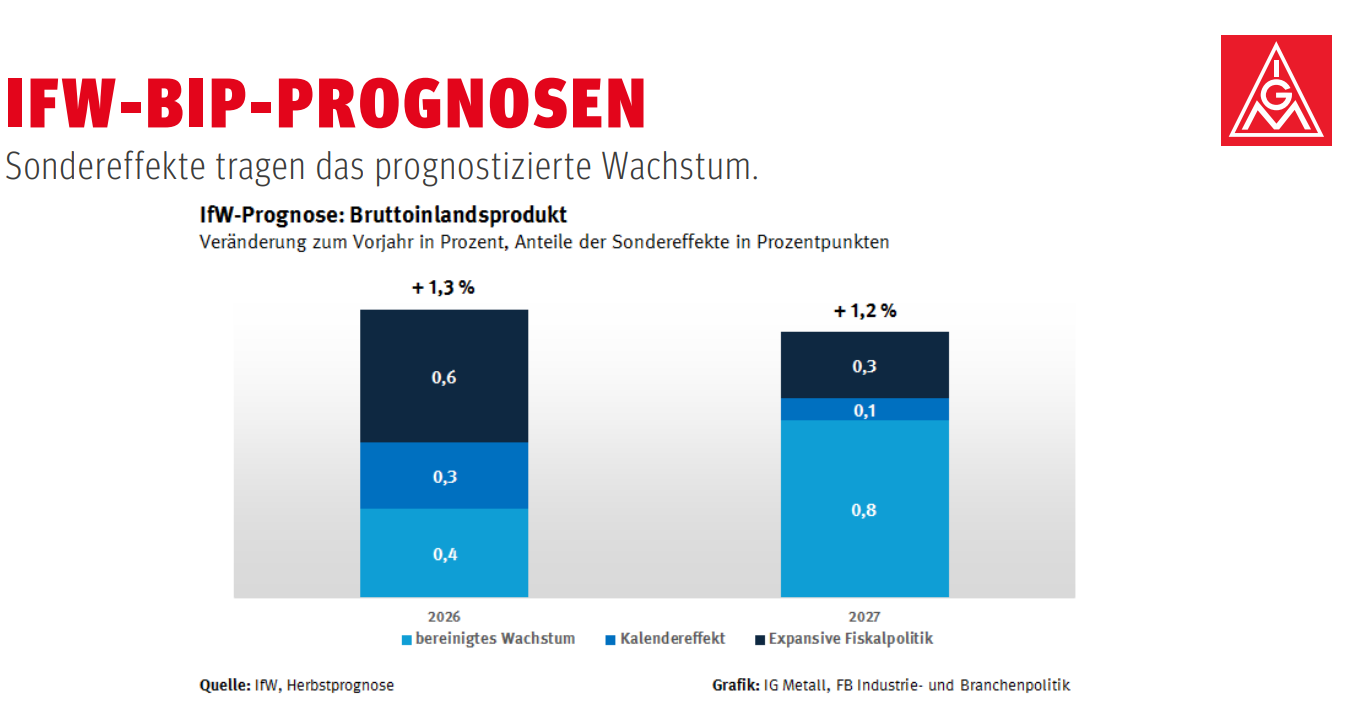 IGM
IFW-BIP-PROGNOSEN
Sondereffekte tragen das prognostizierte Wachstum.
IfW-Prognose: Bruttoinlandsprodukt
Veränderung zum Vorjahr in Prozent, Anteile der Sondereffekte in Prozentpunkten
+ 1,3 %
+ 1,2 %
0,6
0,3
0,3
0,1
0,4
0,8
2026
2027
bereinigtes Wachstum Kalendereffekt Expansive Fiskalpolitik
Quelle: IfW, Herbstprognose
Grafik: IG Metall, FB Industrie- und Branchenpolitik